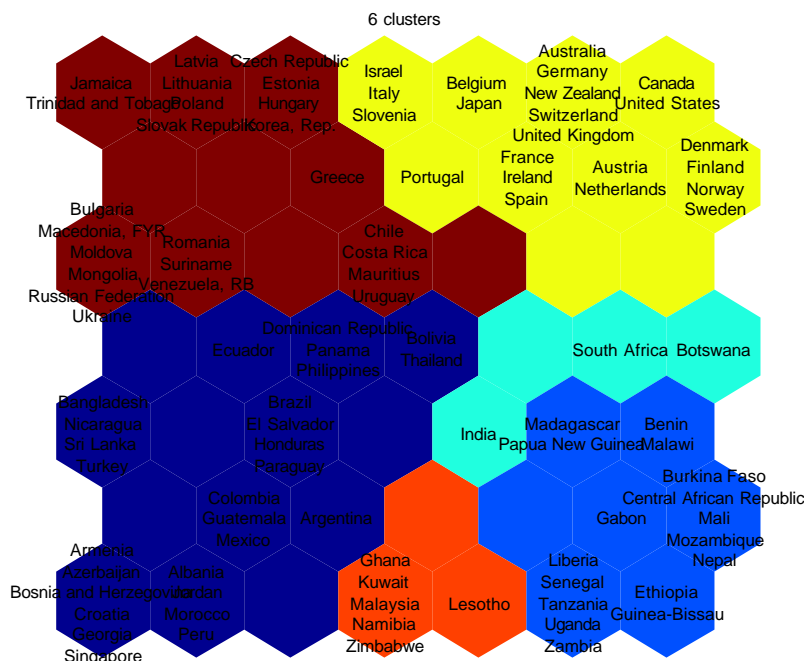 6 clusters
Jamaica
Trinidad and Tobago
Latvia
Lithuania
Poland
Slovak Republic
Czech Republic
Estonia
Hungary
Korea, Rep.
Israel
Italy
Slovenia
Belgium
Japan
Australia
Germany
New Zealand
Switzerland
United Kingdom
Canada
United States
Greece
Portugal
France
Ireland
Spain
Austria
Netherlands
Denmark
Finland
Norway
Sweden
Bulgaria
Macedonia, FYR
Moldova
Mongolia
Russian Federation
Ukraine
Romania
Suriname
Venezuela, RB
Chile
Costa Rica
Mauritius
Uruguay
Ecuador
Dominican Republic
Panama
Philippines
Bolivia
Thailand
South Africa
Botswana
Bangladesh
Nicaragua
Sri Lanka
Turkey
Brazil
El Salvador
Honduras
Paraguay
India
Madagascar
Papua New Guinea
Benin
Malawi
Colombia
Guatemala
Mexico
Argentina
Gabon
Burkina Faso
Central African Republic
Mali
Mozambique
Nepal
Armenia
Azerbaijan
Bosnia and Herzegovina
Croatia
Georgia
Singapore
Albania
Jordan
Morocco
Peru
Ghana
Kuwait
Malaysia
Namibia
Zimbabwe
Lesotho
Liberia
Senegal
Tanzania
Uganda
Zambia
Ethiopia
Guinea-Bissau